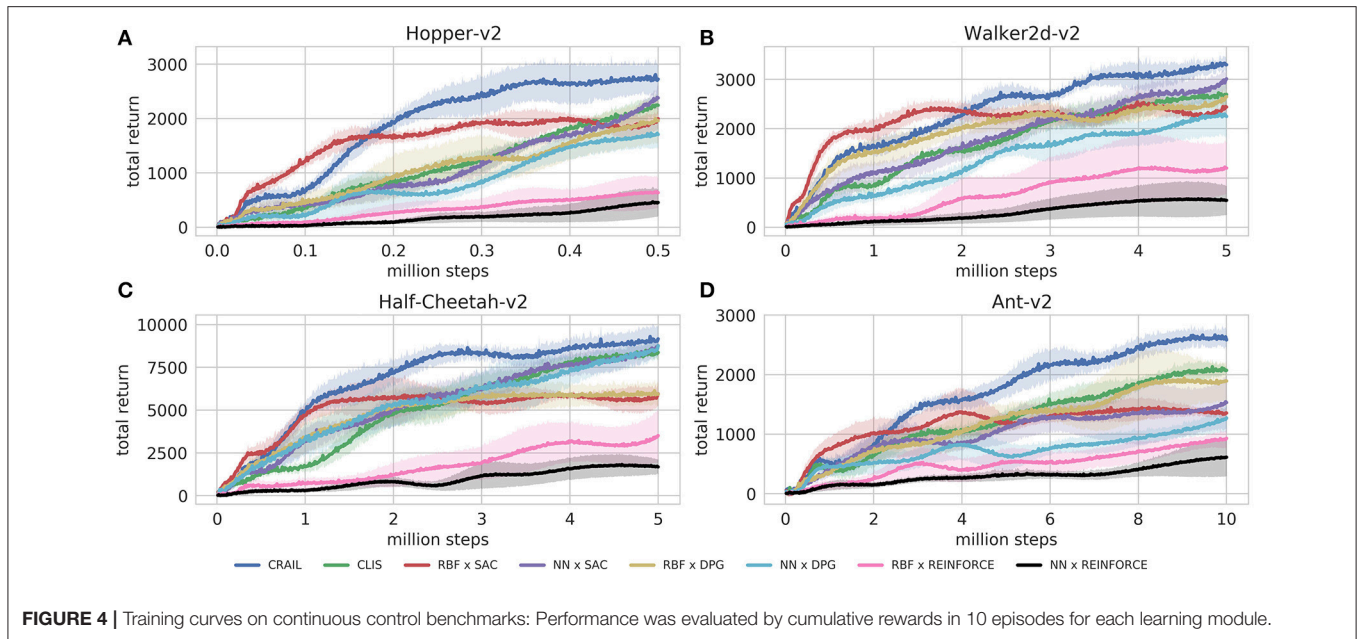 A
Hopper-v2
3000
2000
1000
0
total return
0.0 0.1 0.2 0.3 0.4 0.5
million steps
B
Walker2d-v2
3000
2000
1000
0
total return
0 1 2 3 4 5
million steps
C
Half-Cheetah-v2
10000
7500
5000
2500
0
total return
0 1 2 3 4 5
million steps
D
Ant-v2
3000
2000
1000
0
total return
0 2 4 6 8 10
million steps
CRAIL CLIS RBF x SAC NN x SAC RBF x DPG NN x DPG RBF x REINFORCE NN x REINFORCE
FIGURE 4 | Training curves on continuous control benchmarks: Performance was evaluated by cumulative rewards in 10 episodes for each learning module.